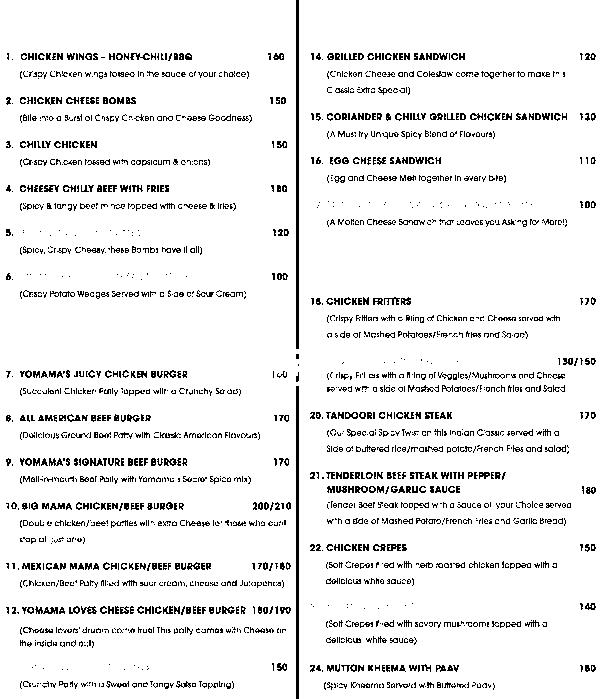 1. CHICKEN WINGS - HONEY-CHILI/BBQ 160
(Crispy Chicken wings tossed in the sauce of your choice)
2. CHICKEN CHEESE BOMBS 150
(Bite into a Burst of Crispy Chicken and Cheese Goodness)
3. CHILLY CHICKEN 150
(Crispy Chicken tossed with capsicum & onions)
4. CHEESEY CHILLY BEEF WITH FRIES 180
(Spicy & tangy beef mince topped with cheese & fries)
5. 120
(Spicy, Crispy Cheesy, these Bombs have it all)
6. 100
(Crispy Potato Wedges Served with a Side of Sour Cream)
7. YOMAMA'S JUICY CHICKEN BURGER
(Succulent Chicken Patty Topped with a Crunchy Salad)
8. ALL AMERICAN BEEF BURGER 170
(Delicious Ground Beef Patty with Classic American Flavours)
9. YOMAMA'S SIGNATURE BEEF BURGER 170
(Melt-in-mouth Beef Patty with Yomama's Secret Spice mix)
10. BIG MAMA CHICKEN/BEEF BURGER 200/210
(Double chicken/beef patties with extra Cheese for those who cant
stop at just one)
11. MEXICAN MAMA CHICKEN/BEEF BURGER 170/180
(Chicken/Beef Patty filled with sour cream, cheese and Jalapenos)
12. YOMAMA LOVES CHEESE CHICKEN/BEEF BURGER 180/190
(Cheese lovers' dream come true! This patty comes with Cheese on
the inside and out)
150
(Crunchy Patty with a Sweet and Tangy Salsa Topping)
14. GRILLED CHICKEN SANDWICH 120
(Chicken Cheese and Coleslaw come together to make this
Classic Extra Special)
15. CORIANDER & CHILLY GRILLED CHICKEN SANDWICH 130
(A Must try Unique Spicy Blend of Flavours)
16. EGG CHEESE SANDWICH 110
(Egg and Cheese Melt together in every bite)
100
(A Molten Cheese Sandwich that Leaves you Asking for More!)
18. CHICKEN FRITTERS 170
(Crispy Fritters with a filling of Chicken and Cheese served with
a side of Mashed Potatoes/French fries and Salad)
130/150
(Crispy Fritters with a filling of Veggies/Mushrooms and Cheese
served with a side of Mashed Potatoes/French fries and Salad
20. TANDOORI CHICKEN STEAK 170
(Our Special Spicy Twist on this Indian Classic served with a
Side of buttered rice/mashed potato/French Fries and salad)
21. TENDERLOIN BEEF STEAK WITH PEPPER/
MUSHROOM/GARLIC SAUCE 180
(Tender Beef Steak topped with a Sauce of your Choice served
with a side of Mashed Potato/French Fries and Garlic Bread)
22. CHICKEN CREPES 150
(Soft Crepes filled with herb roasted chicken topped with a
delicious white sauce)
140
(Soft Crepes filled with savory mushrooms topped with a
delicious white sauce)
24. MUTTON KHEEMA WITH PAAV 180
(Spicy Kheema Served with Buttered Paav)